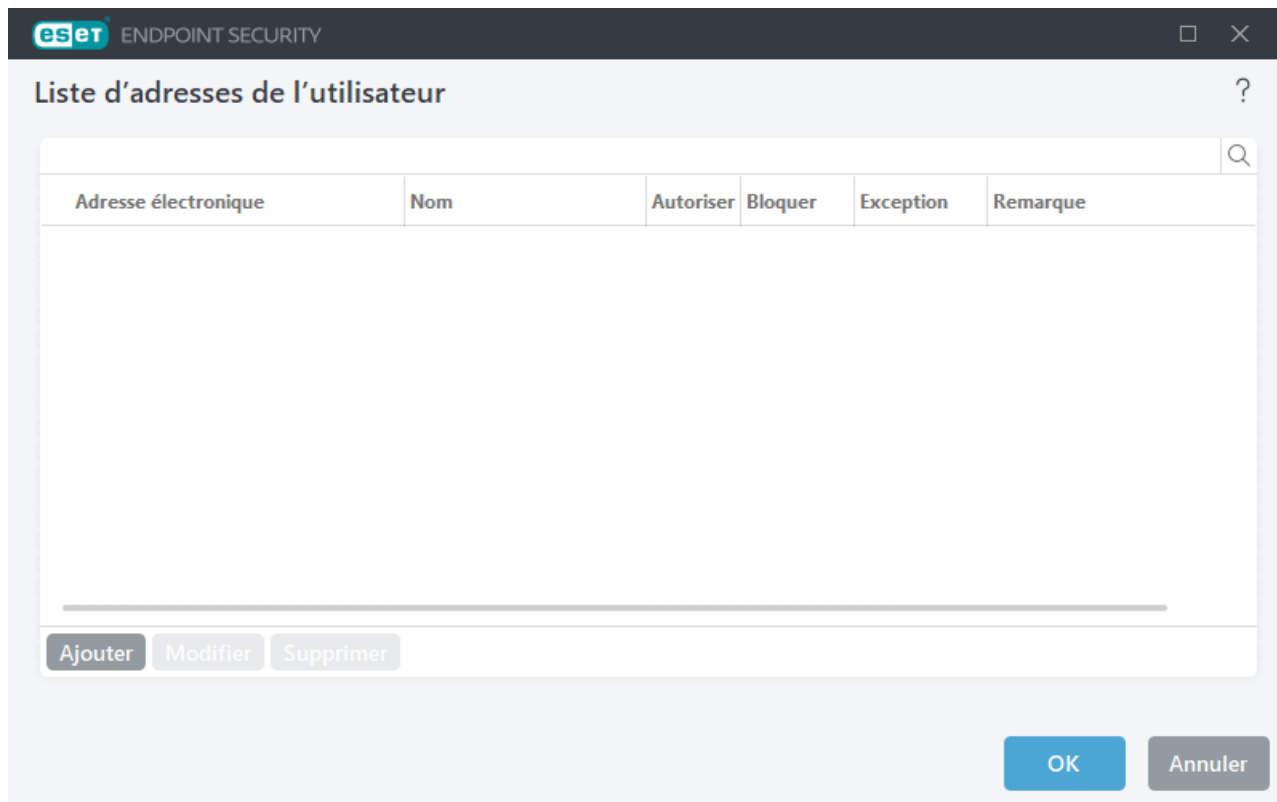 eset ENDPOINT SECURITY
Liste d’adresses de l’utilisateur
?
Adresse électronique Nom Autoriser Bloquer Exception Remarque
Ajouter Modifier Supprimer
OK Annuler